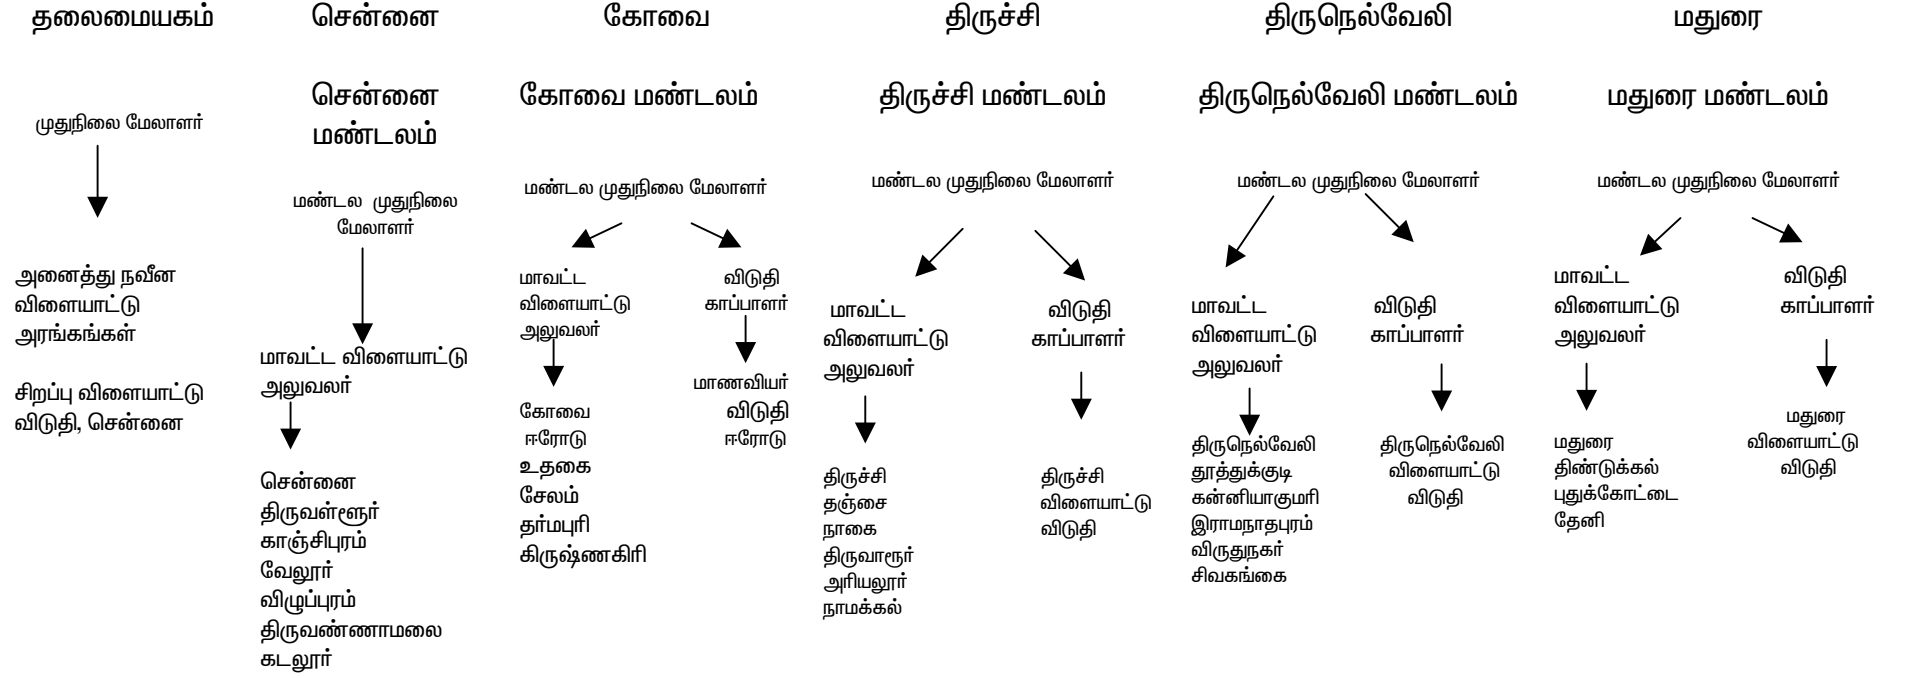 தலைமையகம்
முதுநிலை மேலாளர்
அனைத்து நவீன
விளையாட்டு
அரங்கங்கள்
சிறப்பு விளையாட்டு
விடுதி, சென்னை
சென்னை
சென்னை
மண்டலம்
மண்டல முதுநிலை
மேலாளர்
மாவட்ட விளையாட்டு
அலுவலர்
சென்னை
திருவள்ளூர்
காஞ்சிபுரம்
வேலூர்
விழுப்புரம்
திருவண்ணாமலை
கடலூர்
கோவை
கோவை மண்டலம்
மண்டல முதுநிலை மேலாளர்
மாவட்ட
விளையாட்டு
அலுவலர்
கோவை
ஈரோடு
உதகை
சேலம்
தர்மபுரி
கிருஷ்ணகிரி
விடுதி
காப்பாளர்
மாணவியர்
விடுதி
ஈரோடு
திருச்சி
திருச்சி மண்டலம்
மண்டல முதுநிலை மேலாளர்
மாவட்ட
விளையாட்டு
அலுவலர்
திருச்சி
தஞ்சை
நாகை
திருவாரூர்
அரியலூர்
நாமக்கல்
விடுதி
காப்பாளர்
திருச்சி
விளையாட்டு
விடுதி
திருநெல்வேலி
திருநெல்வேலி மண்டலம்
மண்டல முதுநிலை மேலாளர்
மாவட்ட
விளையாட்டு
அலுவலர்
திருநெல்வேலி
தூத்துக்குடி
கன்னியாகுமரி
இராமநாதபுரம்
விருதுநகர்
சிவகங்கை
விடுதி
காப்பாளர்
திருநெல்வேலி
விளையாட்டு
விடுதி
மதுரை
மதுரை மண்டலம்
மண்டல முதுநிலை மேலாளர்
மாவட்ட
விளையாட்டு
அலுவலர்
மதுரை
திண்டுக்கல்
புதுக்கோட்டை
தேனி
விடுதி
காப்பாளர்
மதுரை
விளையாட்டு
விடுதி